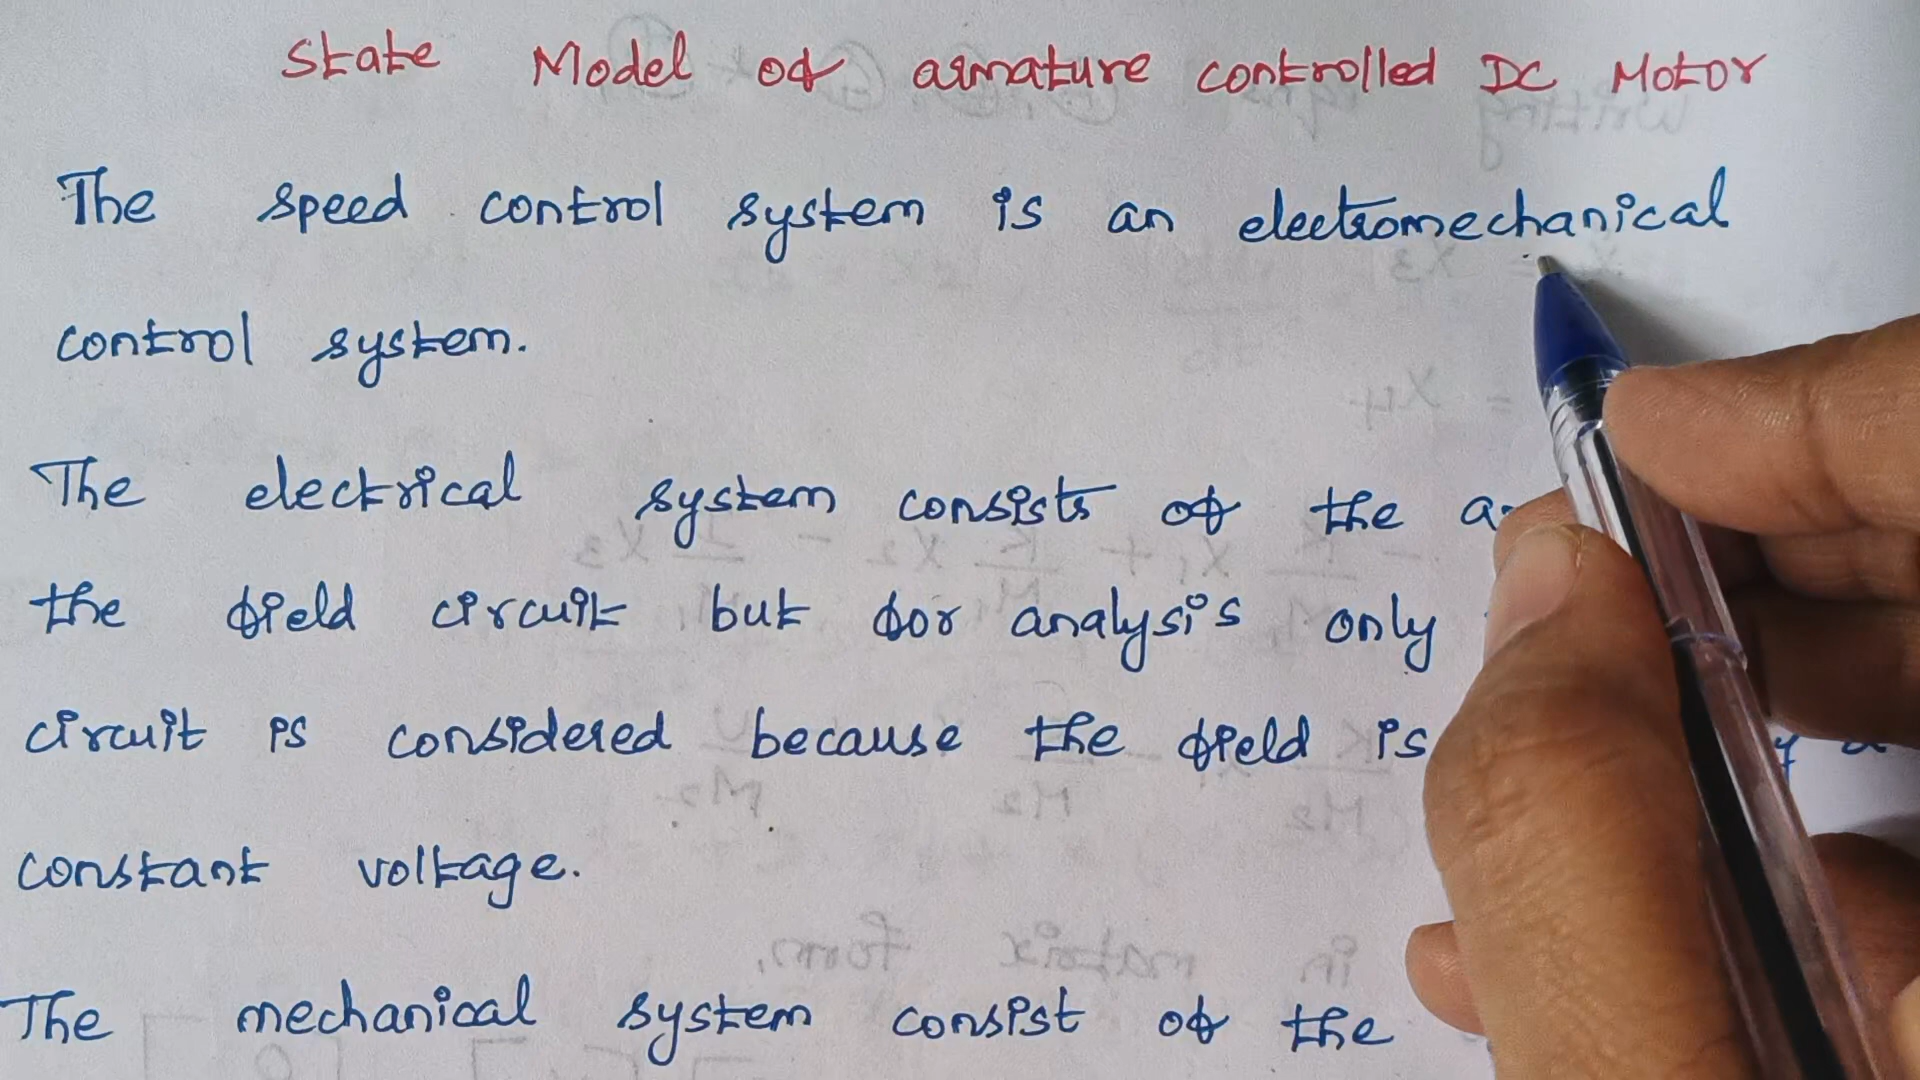 State Model of armature controlled DC Motor
The speed control system is an electromechanical
control system.
The electrical system consists of the
the field circuit but for analysis only
circuit is considered because the field is
constant voltage.
The mechanical system consist of the